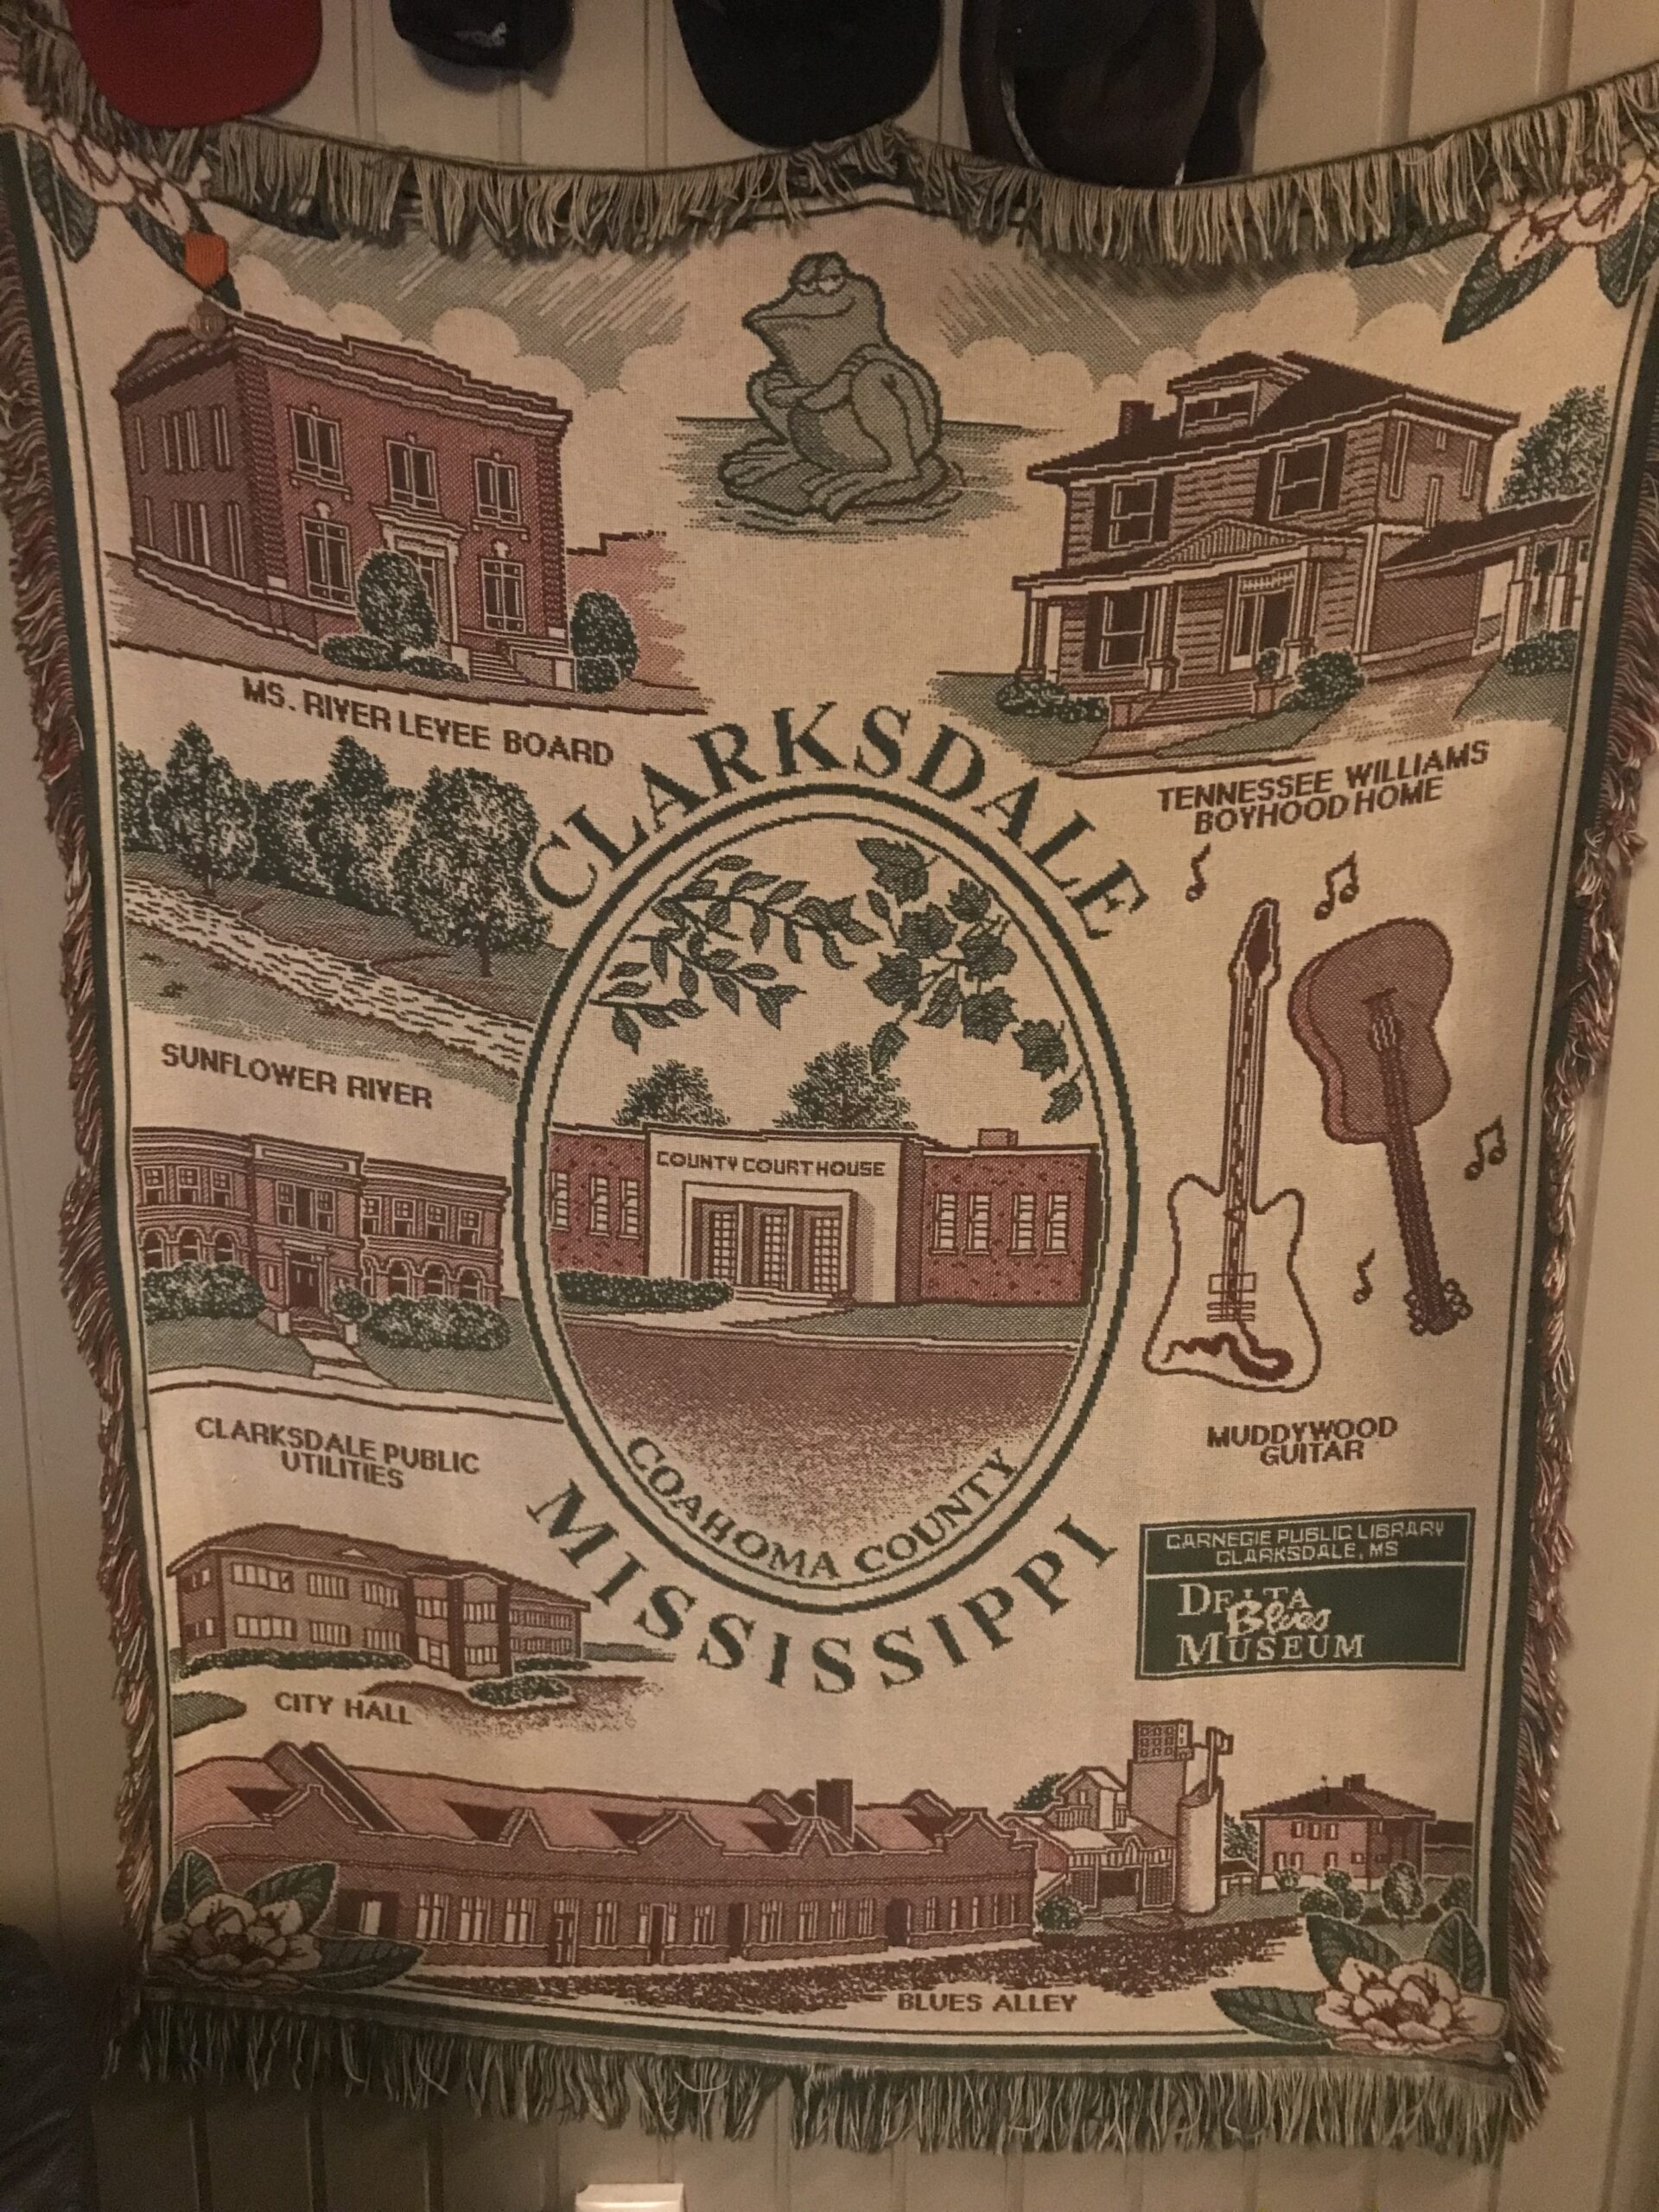 MS. RIVER LEVEE BOARD
TENNESSEE WILLIAMS
BOYHOOD HOME
CLARKSDALE
SUNFLOWER RIVER
COUNTY COURTHOUSE
CLARKSDALE PUBLIC
UTILITIES
MUDDYWOOD
GUITAR
COAHOMA COUNTY
MISSISSIPPI
CARNEGIE PUBLIC LIBRARY
CLARKSDALE, MS
DELTA
Blues
MUSEUM
CITY HALL
BLUES ALLEY